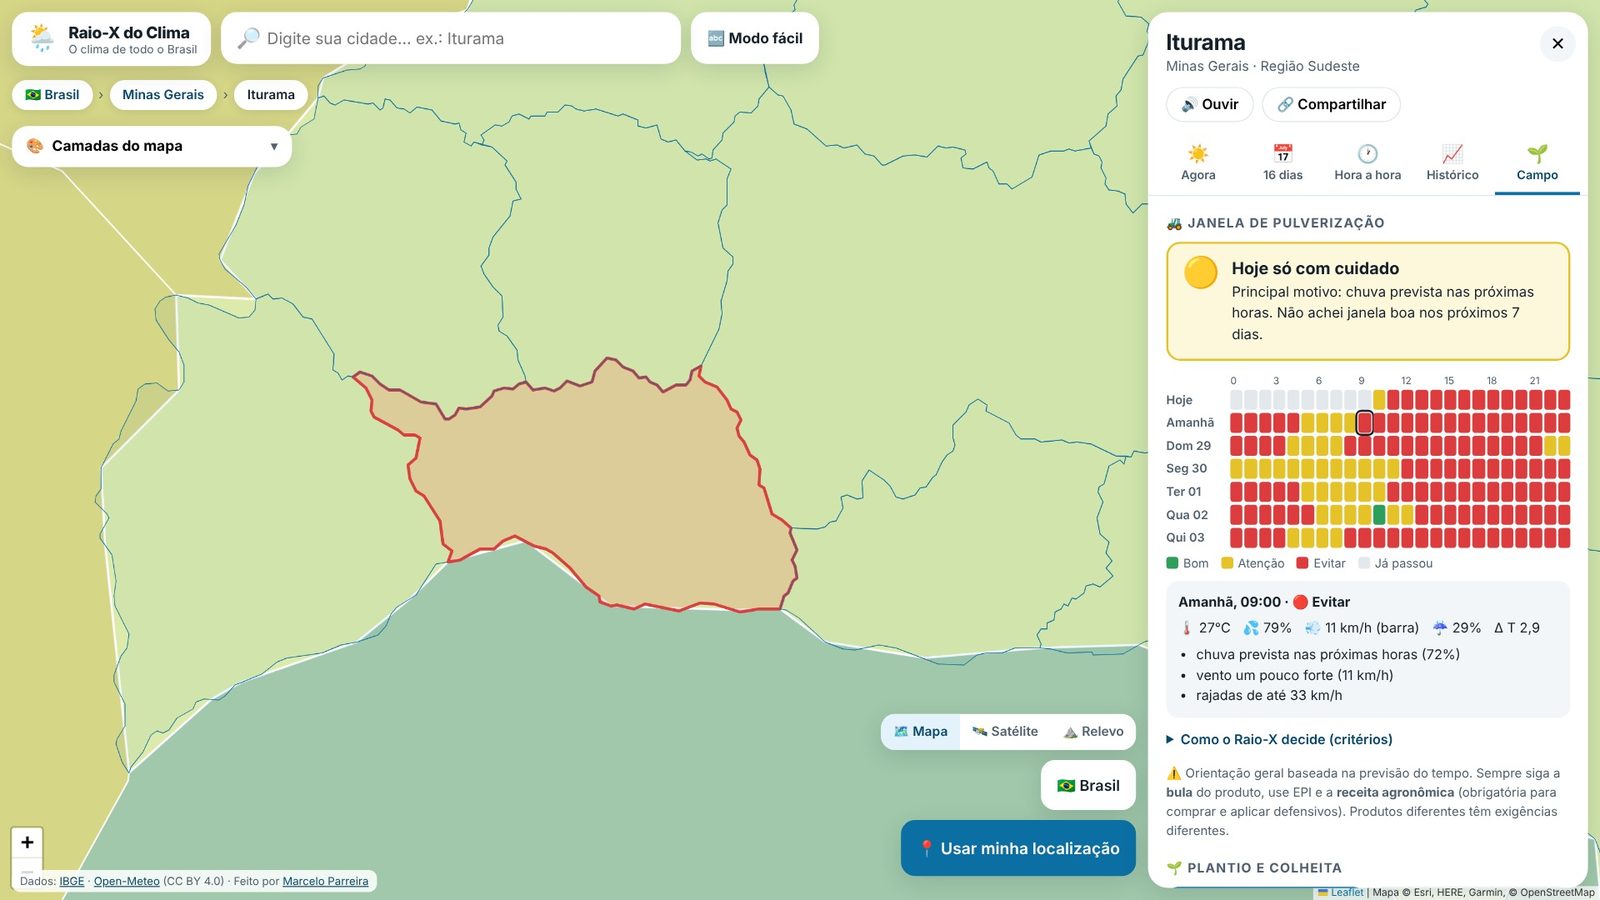 Raio-X do Clima
O clima de todo o Brasil
Digite sua cidade... ex.: Iturama
abc Modo fácil
Brasil › Minas Gerais › Iturama
Camadas do mapa ▾
Iturama
Minas Gerais · Região Sudeste
Ouvir
Compartilhar
Agora
16 dias
Hora a hora
Histórico
Campo
JANELA DE PULVERIZAÇÃO
Hoje só com cuidado
Principal motivo: chuva prevista nas próximas
horas. Não achei janela boa nos próximos 7
dias.
0 3 6 9 12 15 18 21
Hoje
Amanhã
Dom 29
Seg 30
Ter 01
Qua 02
Qui 03
Bom Atenção Evitar Já passou
Amanhã, 09:00 · Evitar
27°C 79% 11 km/h (barra) 29% Δ T 2,9
• chuva prevista nas próximas horas (72%)
• vento um pouco forte (11 km/h)
• rajadas de até 33 km/h
▶ Como o Raio-X decide (critérios)
Orientação geral baseada na previsão do tempo. Sempre siga a
bula do produto, use EPI e a receita agronômica (obrigatória para
comprar e aplicar defensivos). Produtos diferentes têm exigências
diferentes.
PLANTIO E COLHEITA
Mapa Satélite Relevo
Brasil
Usar minha localização
+
Dados: IBGE · Open-Meteo (CC BY 4.0) · Feito por Marcelo Parreira
Leaflet | Mapa © Esri, HERE, Garmin, © OpenStreetMap